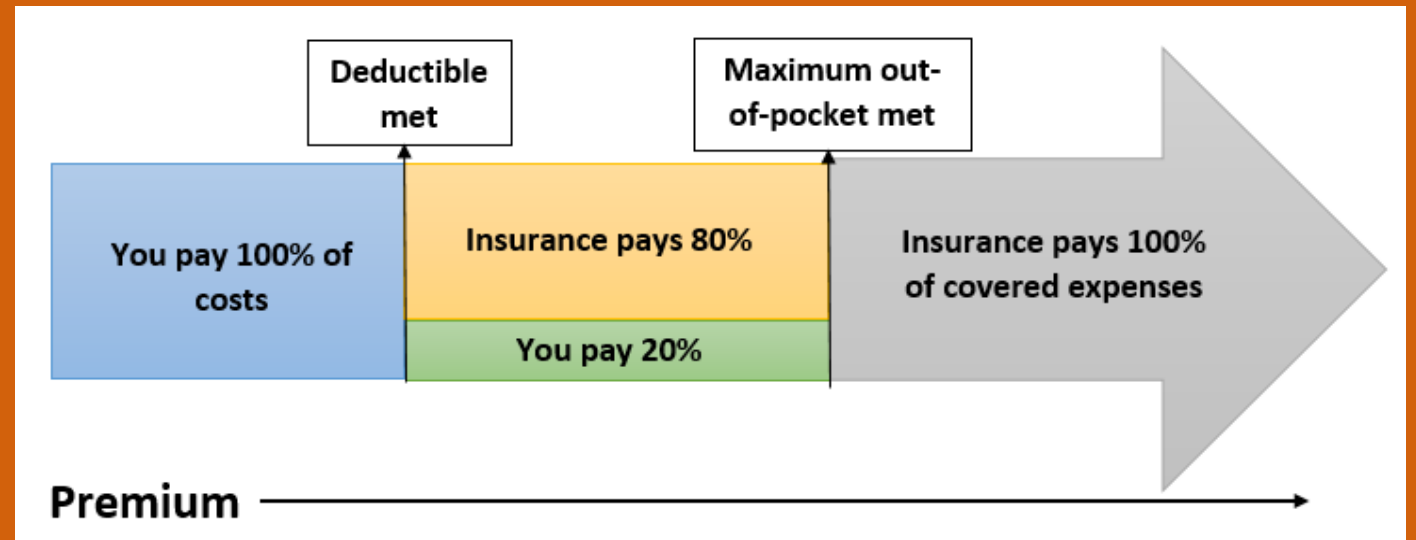 Deductible
met
Maximum out-
of-pocket met
You pay 100% of
costs
Insurance pays 80%
You pay 20%
Insurance pays 100%
of covered expenses
Premium